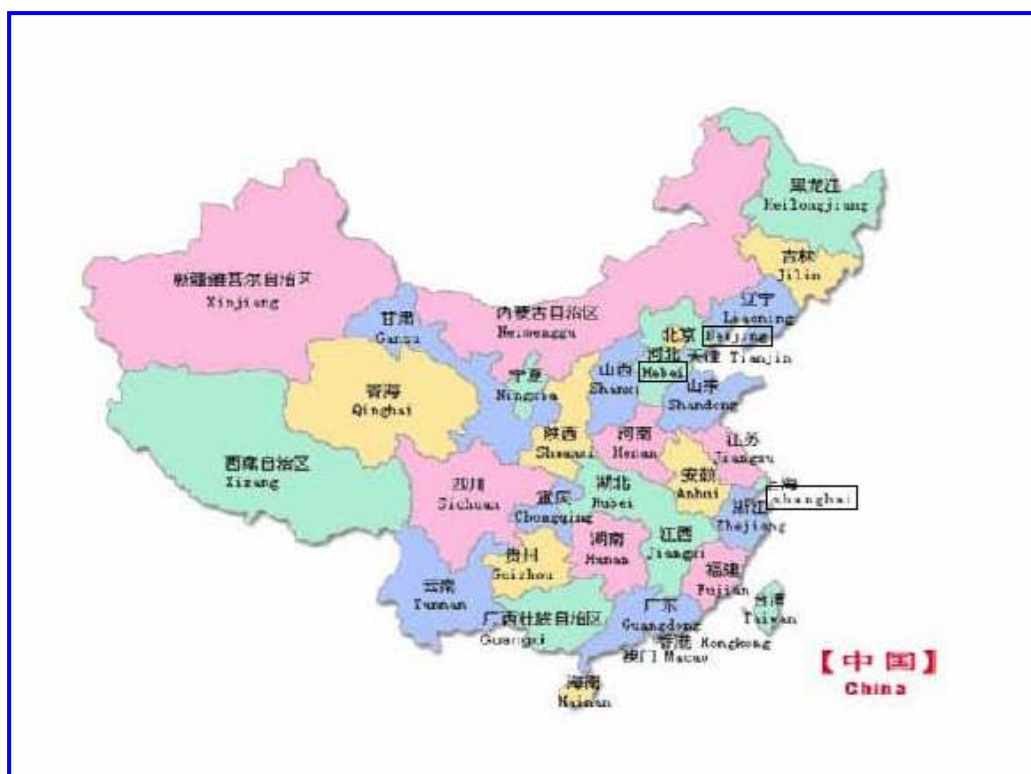 黑龙江
Heilongjiang
吉林
Jilin
辽宁
Liaoning
新疆维吾尔自治区
Xinjiang
内蒙古自治区
Neimenggu
甘肃
Gansu
北京 Beijing
河北
Hebei
天津 Tianjin
山西
Shanxi
山东
Shandong
宁夏
Ningxia
青海
Qinghai
陕西
Shaanxi
河南
Henan
江苏
Jiangsu
西藏自治区
Xizang
四川
Sichuan
重庆
Chongqing
湖北
Hubei
安徽
Anhui
上海
shanghai
浙江
Zhejiang
湖南
Hunan
江西
Jiangxi
贵州
Guizhou
福建
Fujian
云南
Yunnan
广西壮族自治区
Guangxi
广东
Guangdong
台湾
Taiwan
香港 Hongkong
澳门 Macao
海南
Hainan
【中国】
China